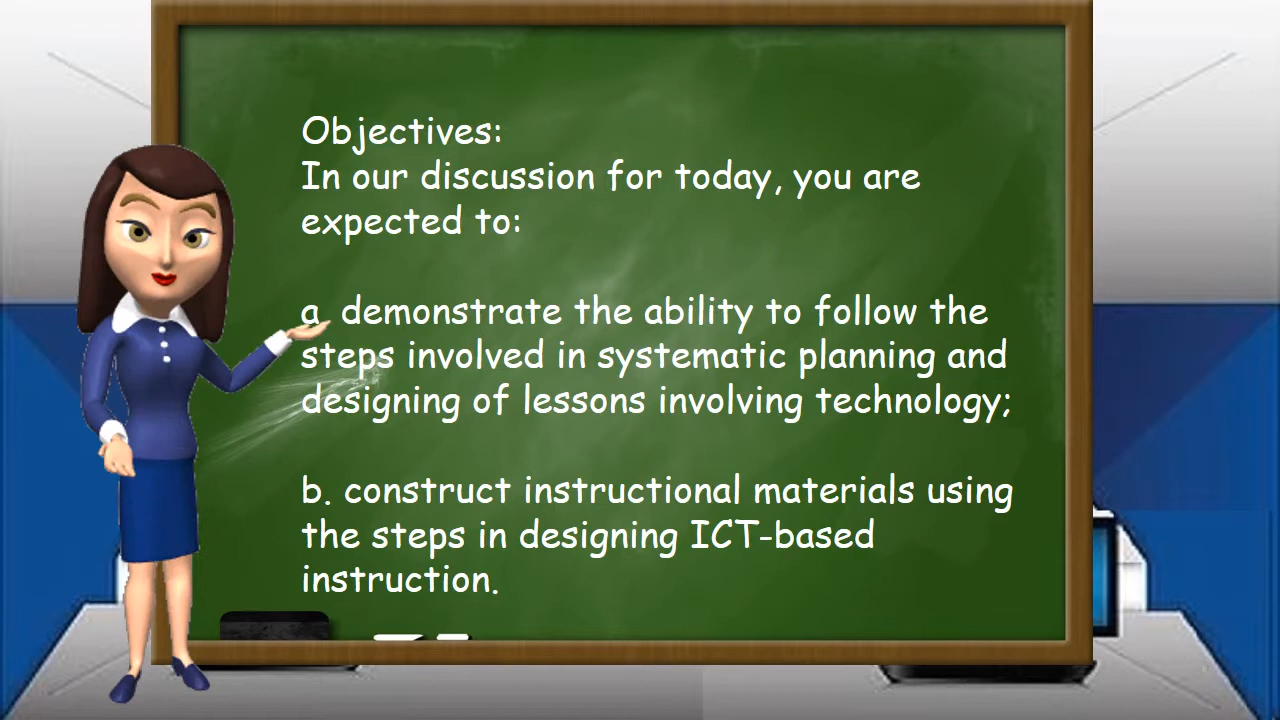 Objectives:
In our discussion for today, you are
expected to:
a. demonstrate the ability to follow the
steps involved in systematic planning and
designing of lessons involving technology;
b. construct instructional materials using
the steps in designing ICT-based
instruction.